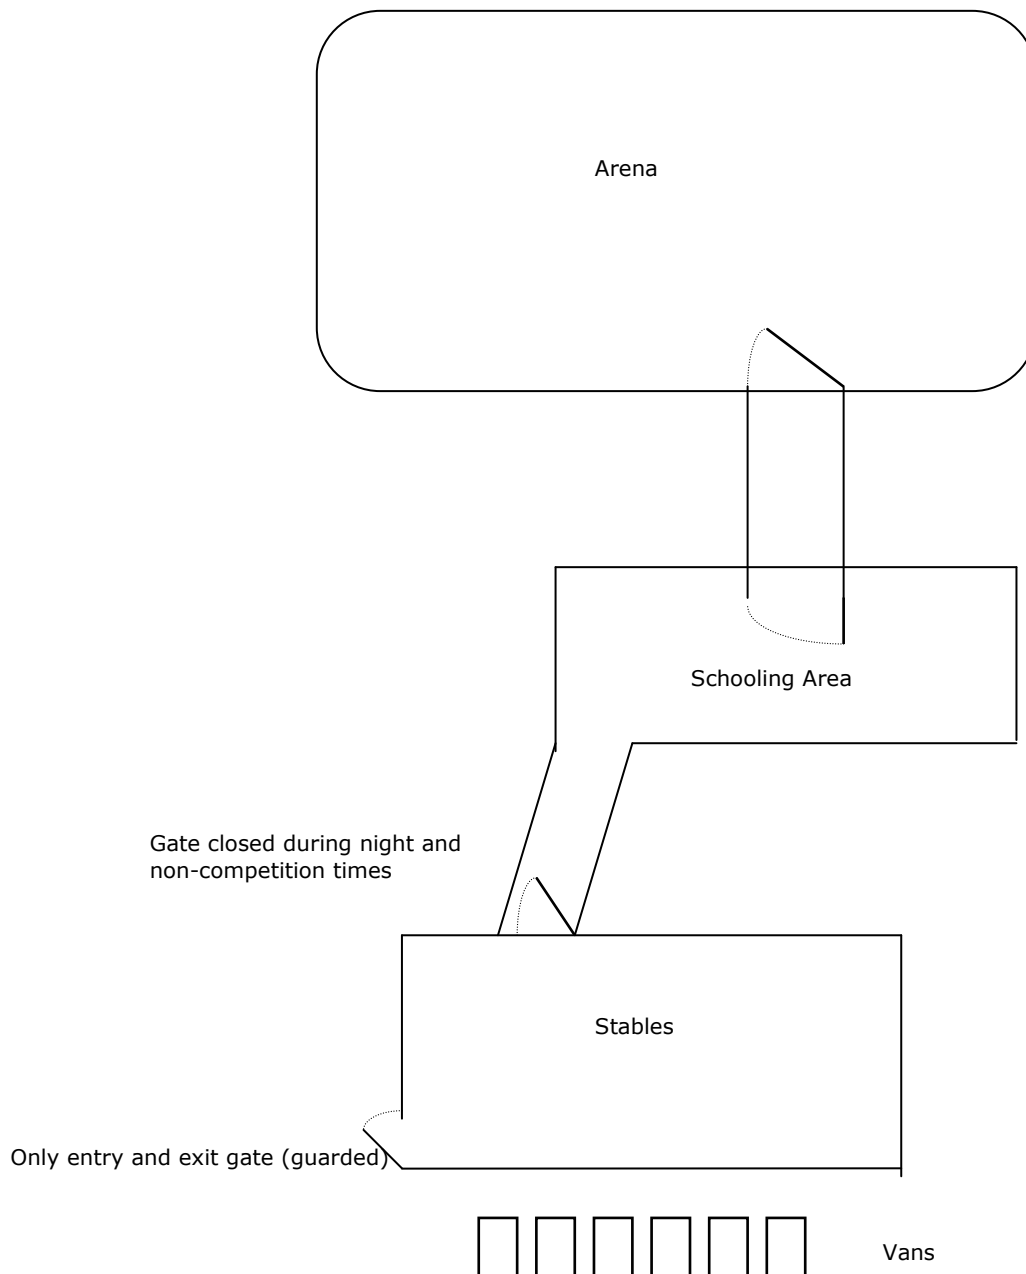 Arena
Schooling Area
Gate closed during night and
non-competition times
Stables
Only entry and exit gate (guarded)
Vans